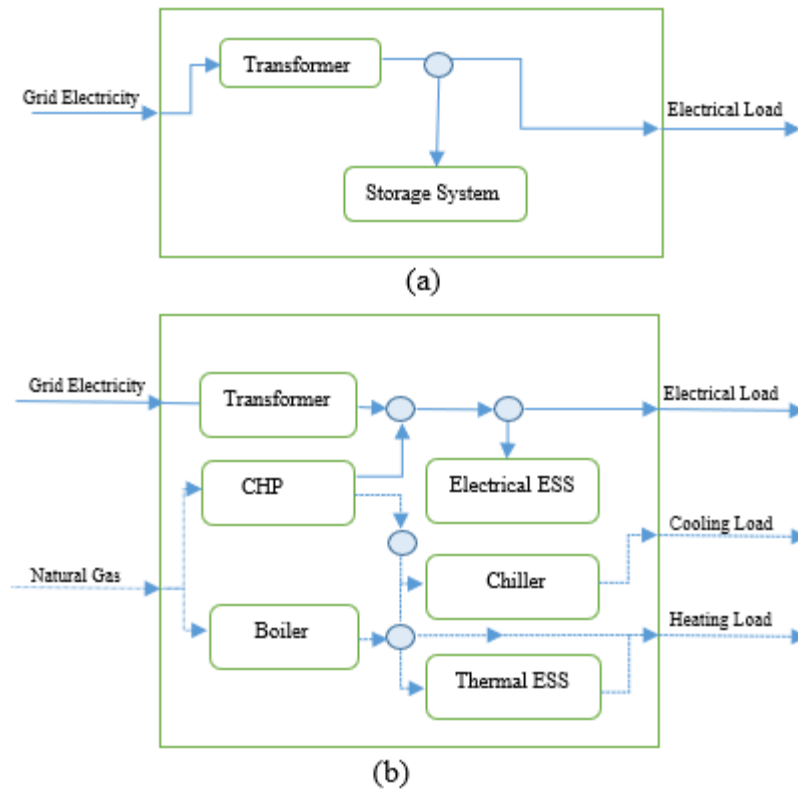 Transformer
Grid Electricity
Electrical Load
Storage System
(a)
Grid Electricity
Transformer
Electrical Load
CHP
Electrical ESS
Cooling Load
Natural Gas
Chiller
Boiler
Heating Load
Thermal ESS
(b)